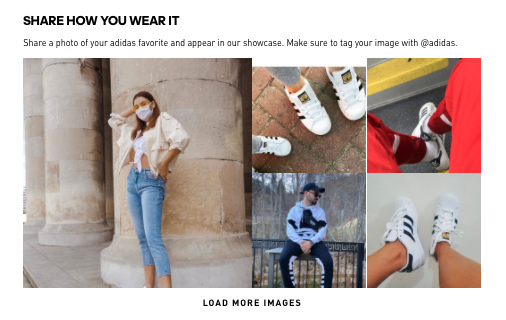 SHARE HOW YOU WEAR IT
Share a photo of your adidas favorite and appear in our showcase. Make sure to tag your image with @adidas.
LOAD MORE IMAGES